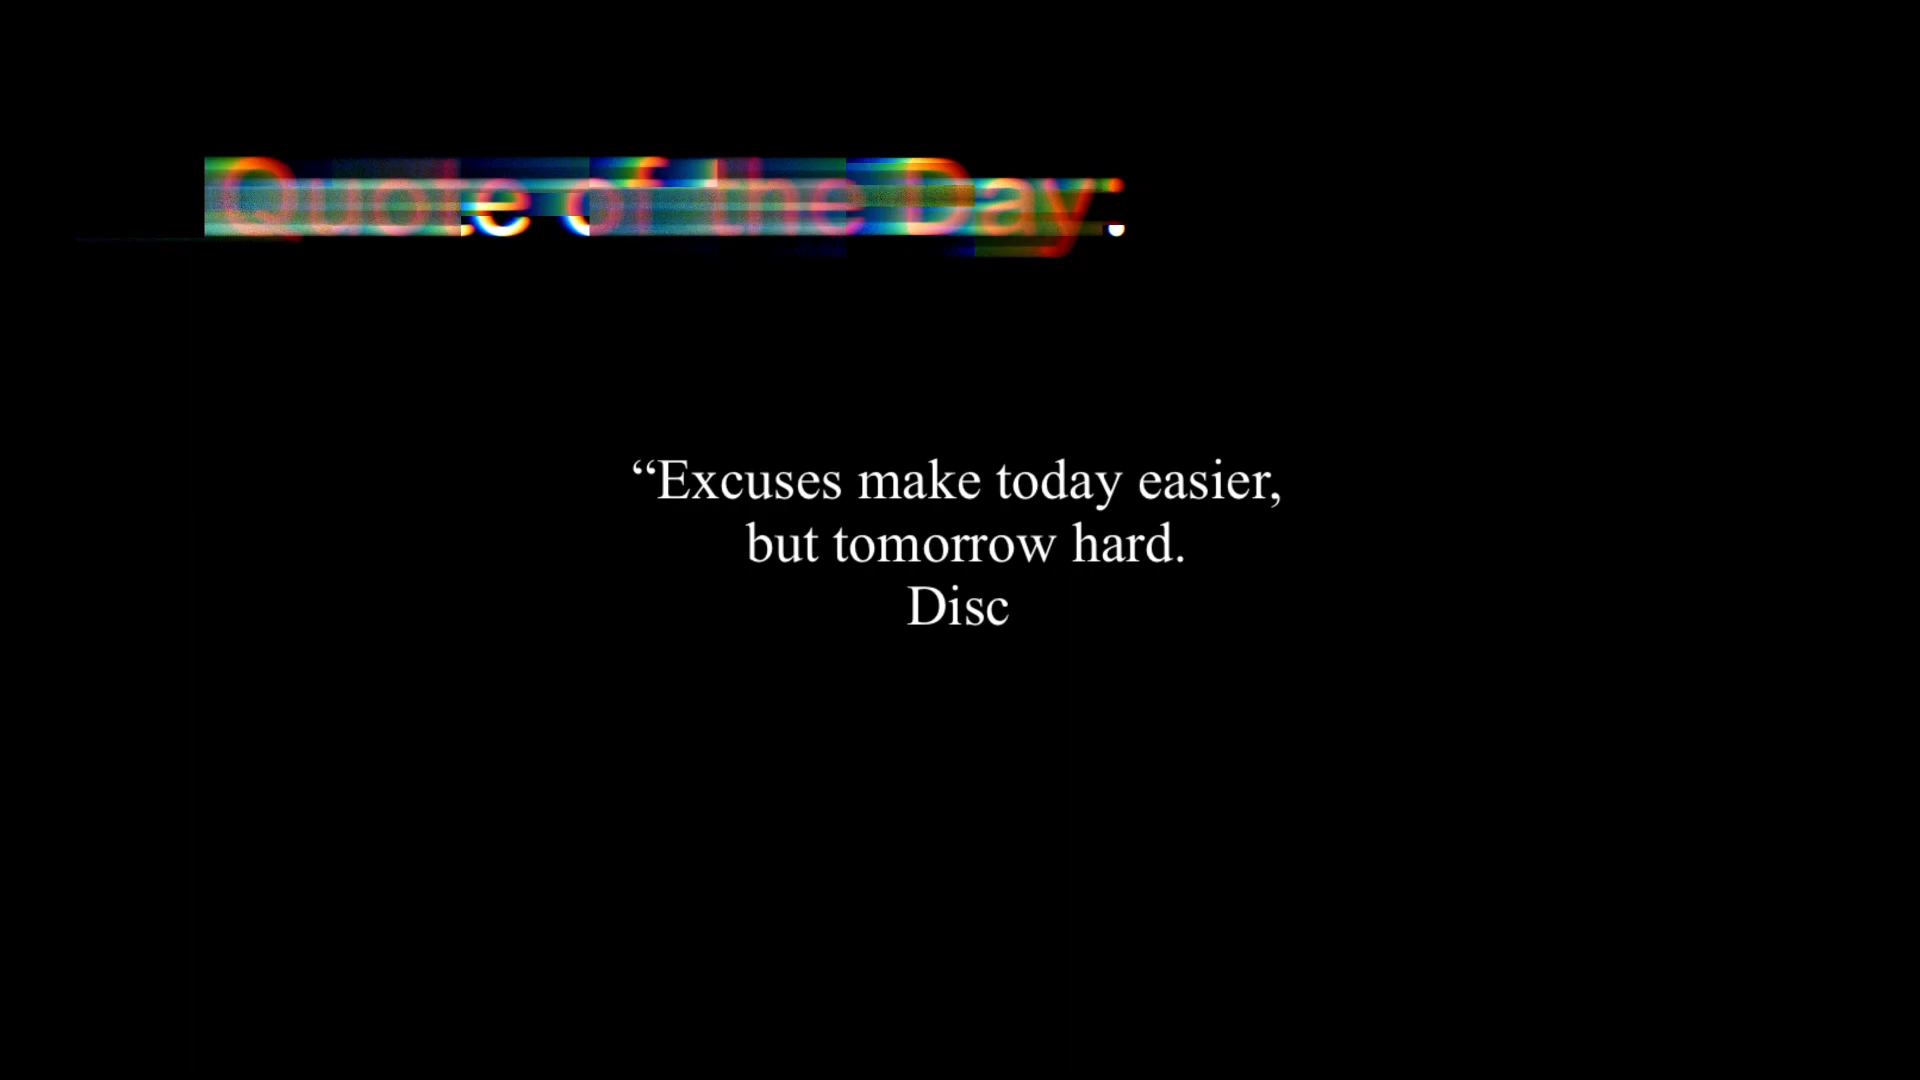 Quote of the Day:
“Excuses make today easier,
but tomorrow hard.
Disc